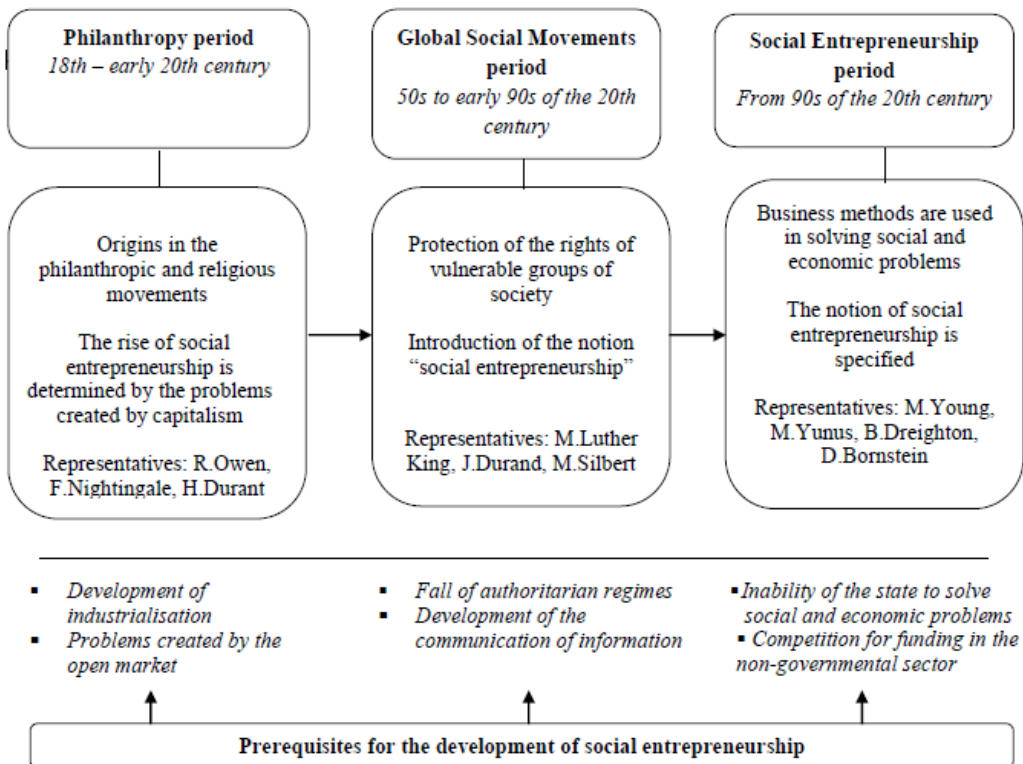 Philanthropy period
18th – early 20th century
Global Social Movements
period
50s to early 90s of the 20th
century
Social Entrepreneurship
period
From 90s of the 20th century
Origins in the
philanthropic and religious
movements
The rise of social
entrepreneurship is
determined by the problems
created by capitalism
Representatives: R.Owen,
F.Nightingale, H.Durant
Protection of the rights of
vulnerable groups of
society
Introduction of the notion
“social entrepreneurship”
Representatives: M.Luther
King, J.Durand, M.Silbert
Business methods are used
in solving social and
economic problems
The notion of social
entrepreneurship is
specified
Representatives: M.Young,
M.Yunus, B.Dreighton,
D.Bornstein
▪ Development of
industrialisation
▪ Problems created by the
open market
▪ Fall of authoritarian regimes
▪ Development of the
communication of information
▪ Inability of the state to solve
social and economic problems
▪ Competition for funding in the
non-governmental sector
Prerequisites for the development of social entrepreneurship